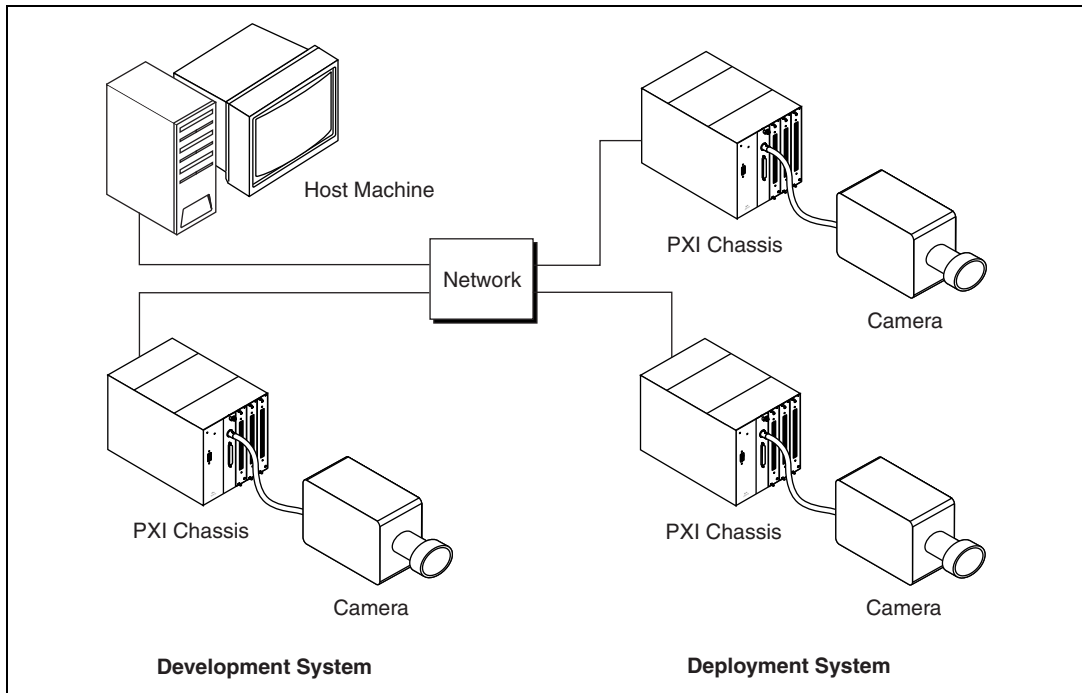 Host Machine
PXI Chassis
Network
Camera
PXI Chassis
Camera
PXI Chassis
Camera
Development System
Deployment System